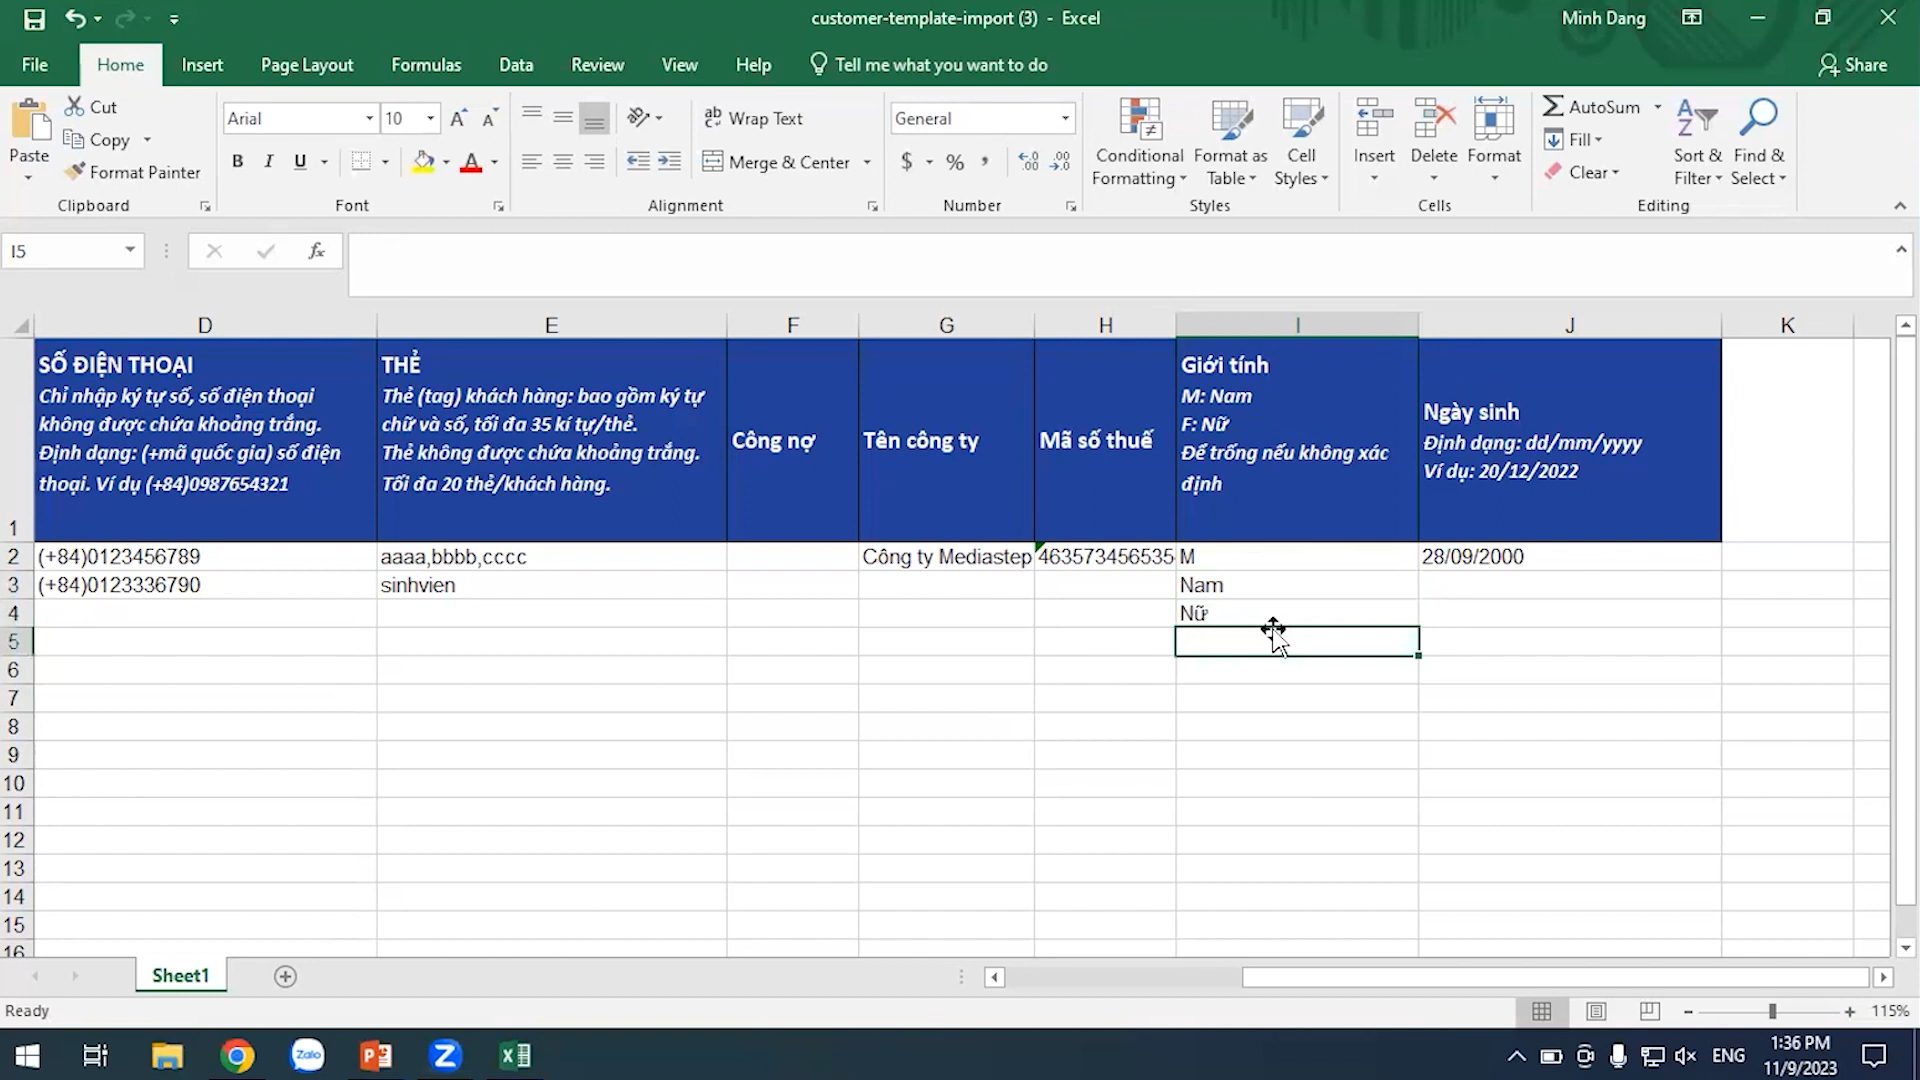 customer-template-import (3) - Excel
Minh Dang
File
Home
Insert
Page Layout
Formulas
Data
Review
View
Help
Tell me what you want to do
Share
Paste
Cut
Copy
Format Painter
Clipboard
Arial
10
B I U
Font
Wrap Text
Merge & Center
Alignment
General
$ % ,
Number
Conditional Formatting
Format as Table
Cell Styles
Styles
Insert
Delete
Format
Cells
AutoSum
Fill
Clear
Sort & Filter
Find & Select
Editing
I5
fx
D E F G H I J K
SỐ ĐIỆN THOẠI
Chỉ nhập ký tự số, số điện thoại
không được chứa khoảng trắng.
Định dạng: (+mã quốc gia) số điện
thoại. Ví dụ (+84)0987654321
THẺ
Thẻ (tag) khách hàng: bao gồm ký tự
chữ và số, tối đa 35 kí tự/thẻ.
Thẻ không được chứa khoảng trắng.
Tối đa 20 thẻ/khách hàng.
Công nợ
Tên công ty
Mã số thuế
Giới tính
M: Nam
F: Nữ
Để trống nếu không xác
định
Ngày sinh
Định dạng: dd/mm/yyyy
Ví dụ: 20/12/2022
1
2 (+84)0123456789 aaaa,bbbb,cccc Công ty Mediastep 463573456535 M 28/09/2000
3 (+84)0123336790 sinhvien Nam
4 Nữ
5
6
7
8
9
10
11
12
13
14
15
16
Sheet1
Ready
115%
Zalo
ENG
1:36 PM
11/9/2023